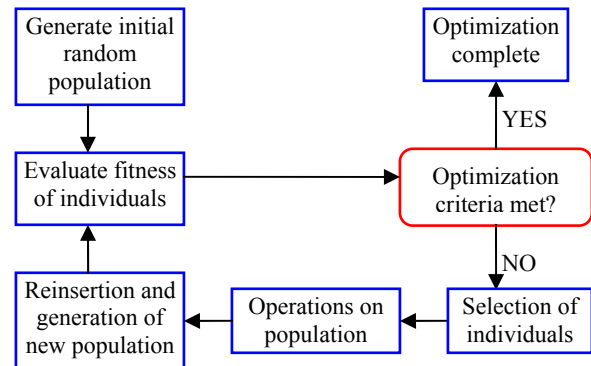 Generate initial
random
population
Optimization
complete
YES
Evaluate fitness
of individuals
Optimization
criteria met?
NO
Reinsertion and
generation of
new population
Operations on
population
Selection of
individuals